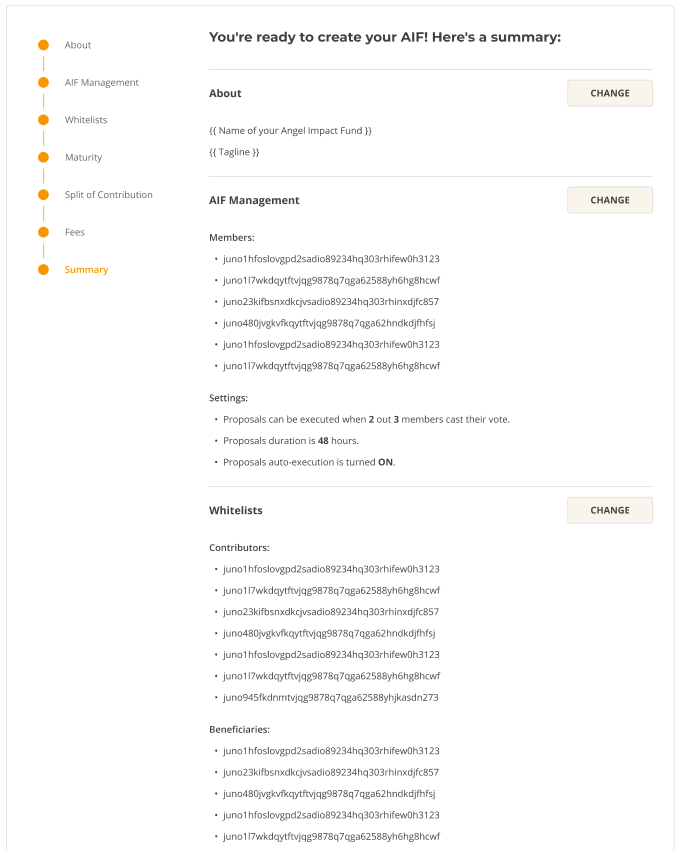 You're ready to create your AIF! Here's a summary:
About
AIF Management
Whitelists
Maturity
Split of Contribution
Fees
Summary
About
CHANGE
{{ Name of your Angel Impact Fund }}
{{ Tagline }}
AIF Management
CHANGE
Members:
• juno1hfoslovgpd2sadio89234hq303rhifew0h3123
• juno1l7wkdqytftvjqg9878q7qga62588yh6hg8hcwf
• juno23kifbsnxdkcjvsadio89234hq303rhinxdjfc857
• juno480jvgkvfkqytftvjqg9878q7qga62hndkdjfhfsj
• juno1hfoslovgpd2sadio89234hq303rhifew0h3123
• juno1l7wkdqytftvjqg9878q7qga62588yh6hg8hcwf
Settings:
• Proposals can be executed when 2 out 3 members cast their vote.
• Proposals duration is 48 hours.
• Proposals auto-execution is turned ON.
Whitelists
CHANGE
Contributors:
• juno1hfoslovgpd2sadio89234hq303rhifew0h3123
• juno1l7wkdqytftvjqg9878q7qga62588yh6hg8hcwf
• juno23kifbsnxdkcjvsadio89234hq303rhinxdjfc857
• juno480jvgkvfkqytftvjqg9878q7qga62hndkdjfhfsj
• juno1hfoslovgpd2sadio89234hq303rhifew0h3123
• juno1l7wkdqytftvjqg9878q7qga62588yh6hg8hcwf
• juno945fkdnmtvjqg9878q7qga62588yhjkasdn273
Beneficiaries:
• juno1hfoslovgpd2sadio89234hq303rhifew0h3123
• juno23kifbsnxdkcjvsadio89234hq303rhinxdjfc857
• juno480jvgkvfkqytftvjqg9878q7qga62hndkdjfhfsj
• juno1hfoslovgpd2sadio89234hq303rhifew0h3123
• juno1l7wkdqytftvjqg9878q7qga62588yh6hg8hcwf